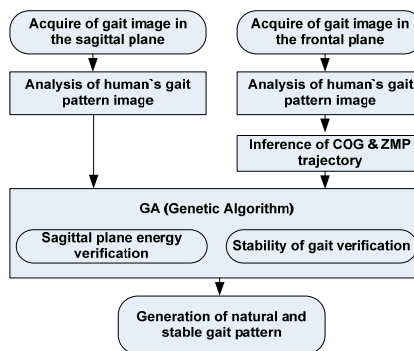 Acquire of gait image in
the sagittal plane
Acquire of gait image in
the frontal plane
Analysis of human`s gait
pattern image
Analysis of human`s gait
pattern image
Inference of COG & ZMP
trajectory
GA (Genetic Algorithm)
Sagittal plane energy
verification
Stability of gait verification
Generation of natural and
stable gait pattern